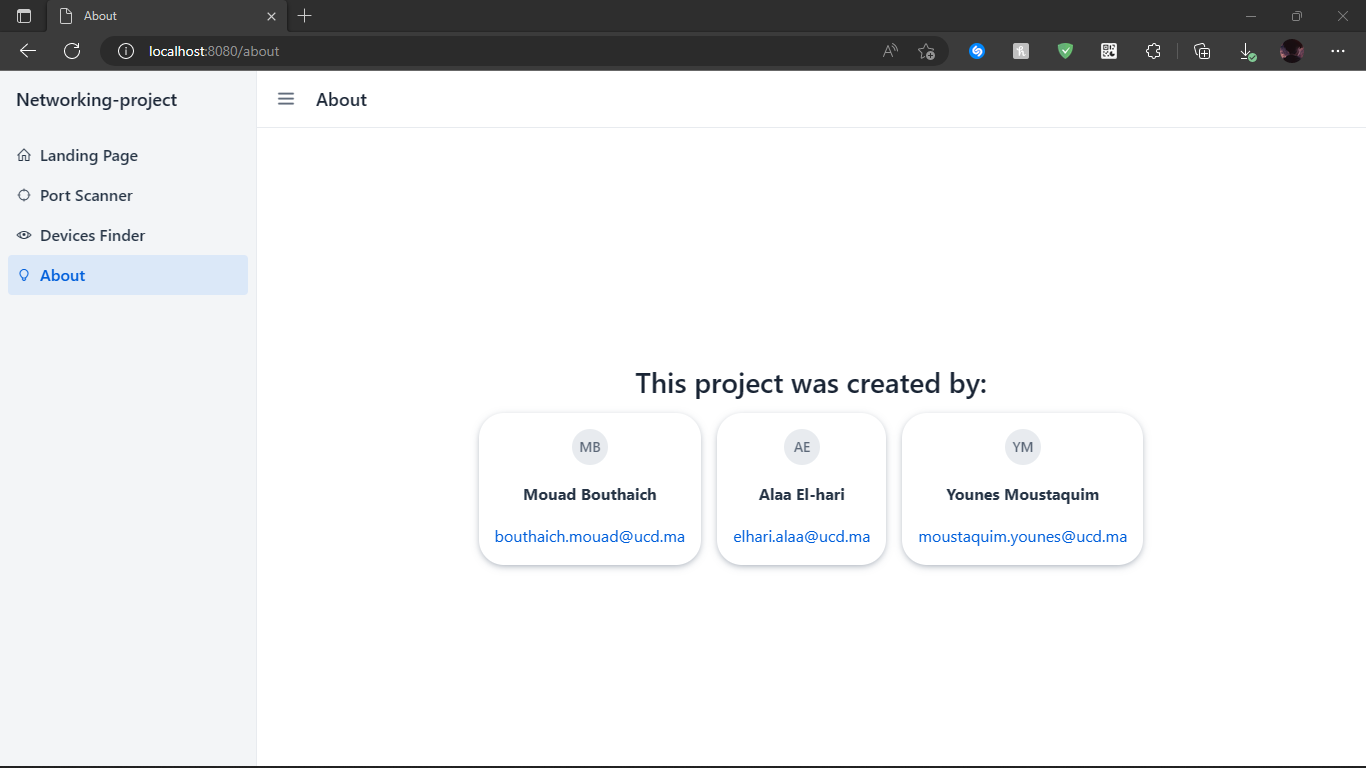 About
localhost:8080/about
Networking-project
About
Landing Page
Port Scanner
Devices Finder
About
This project was created by:
MB
AE
YM
Mouad Bouthaich
Alaa El-hari
Younes Moustaquim
bouthaich.mouad@ucd.ma
elhari.alaa@ucd.ma
moustaquim.younes@ucd.ma